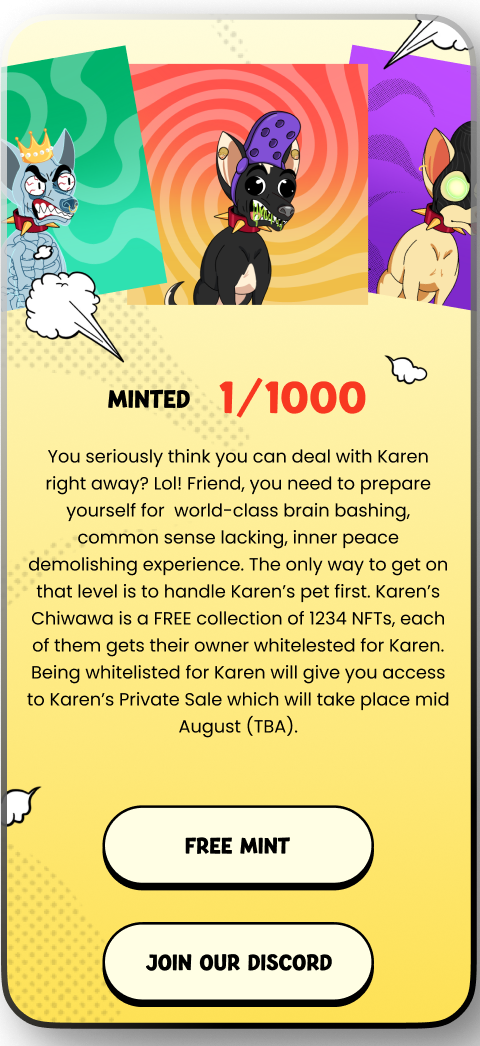 MINTED 1/1000
You seriously think you can deal with Karen
right away? Lol! Friend, you need to prepare
yourself for  world-class brain bashing,
common sense lacking, inner peace
demolishing experience. The only way to get on
that level is to handle Karen’s pet first. Karen’s
Chiwawa is a FREE collection of 1234 NFTs, each
of them gets their owner whitelested for Karen.
Being whitelisted for Karen will give you access
to Karen’s Private Sale which will take place mid
August (TBA).
FREE MINT
JOIN OUR DISCORD